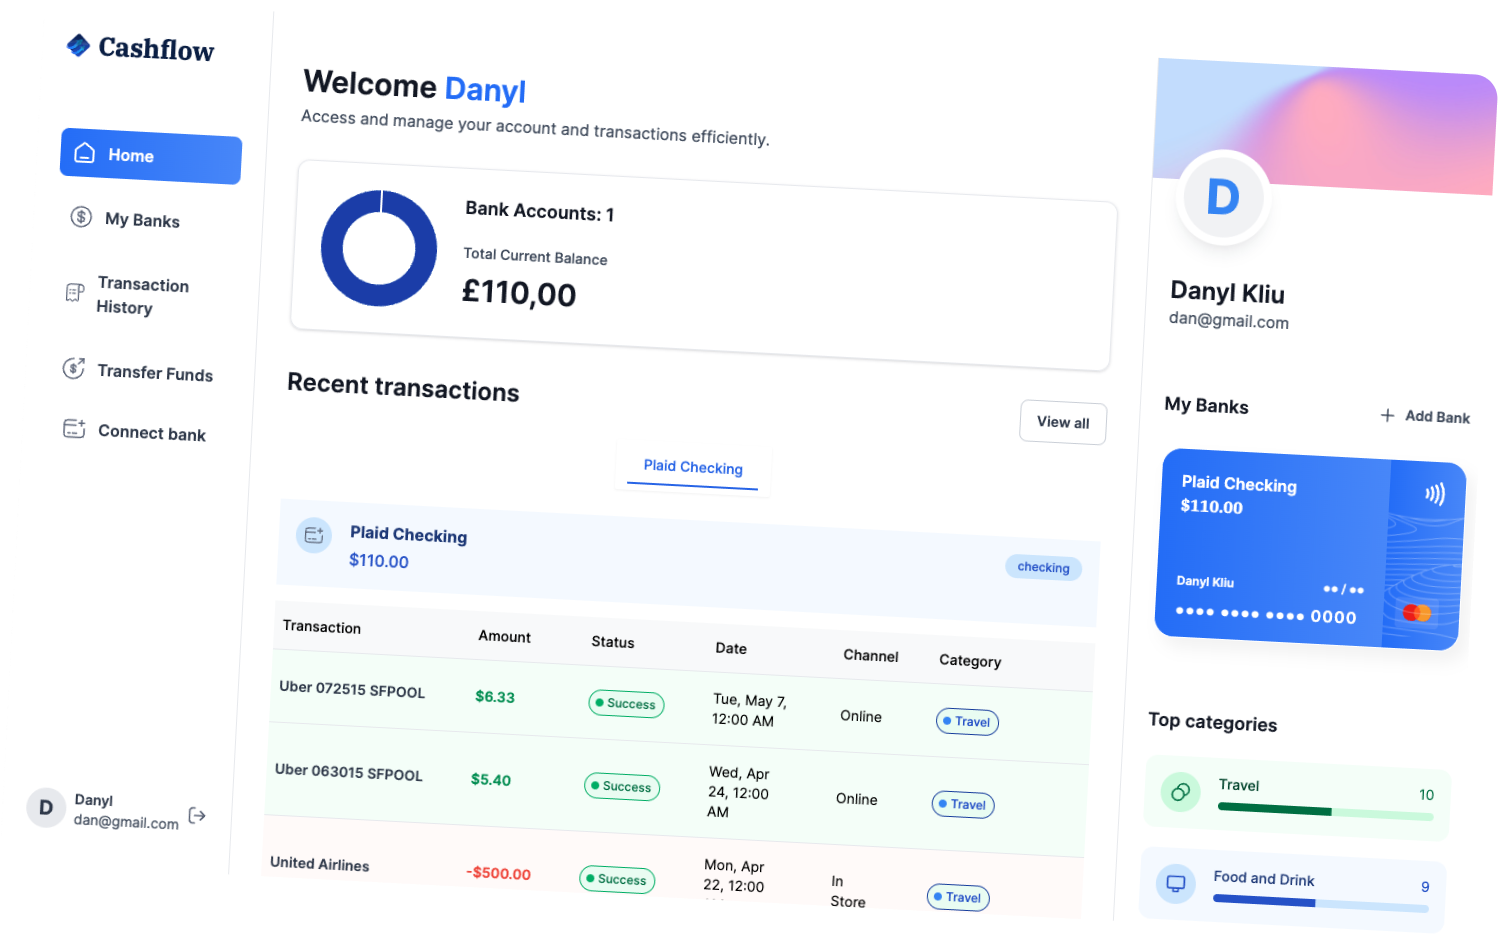 Cashflow
Home
My Banks
Transaction
History
Transfer Funds
Connect bank
D
Danyl
dan@gmail.com
Welcome Danyl
Access and manage your account and transactions efficiently.
Bank Accounts: 1
Total Current Balance
£110,00
Recent transactions
View all
Plaid Checking
Plaid Checking
$110.00
checking
Transaction Amount Status Date Channel Category
Uber 072515 SFPOOL $6.33 Success Tue, May 7, Online Travel
12:00 AM
Uber 063015 SFPOOL $5.40 Success Wed, Apr Online Travel
24, 12:00
AM
United Airlines -$500.00 Success Mon, Apr In Travel
22, 12:00 Store
D
Danyl Kliu
dan@gmail.com
My Banks
Add Bank
Plaid Checking
$110.00
Danyl Kliu ●●/●●
●●●● ●●●● ●●●● 0000
Top categories
Travel 10
Food and Drink 9